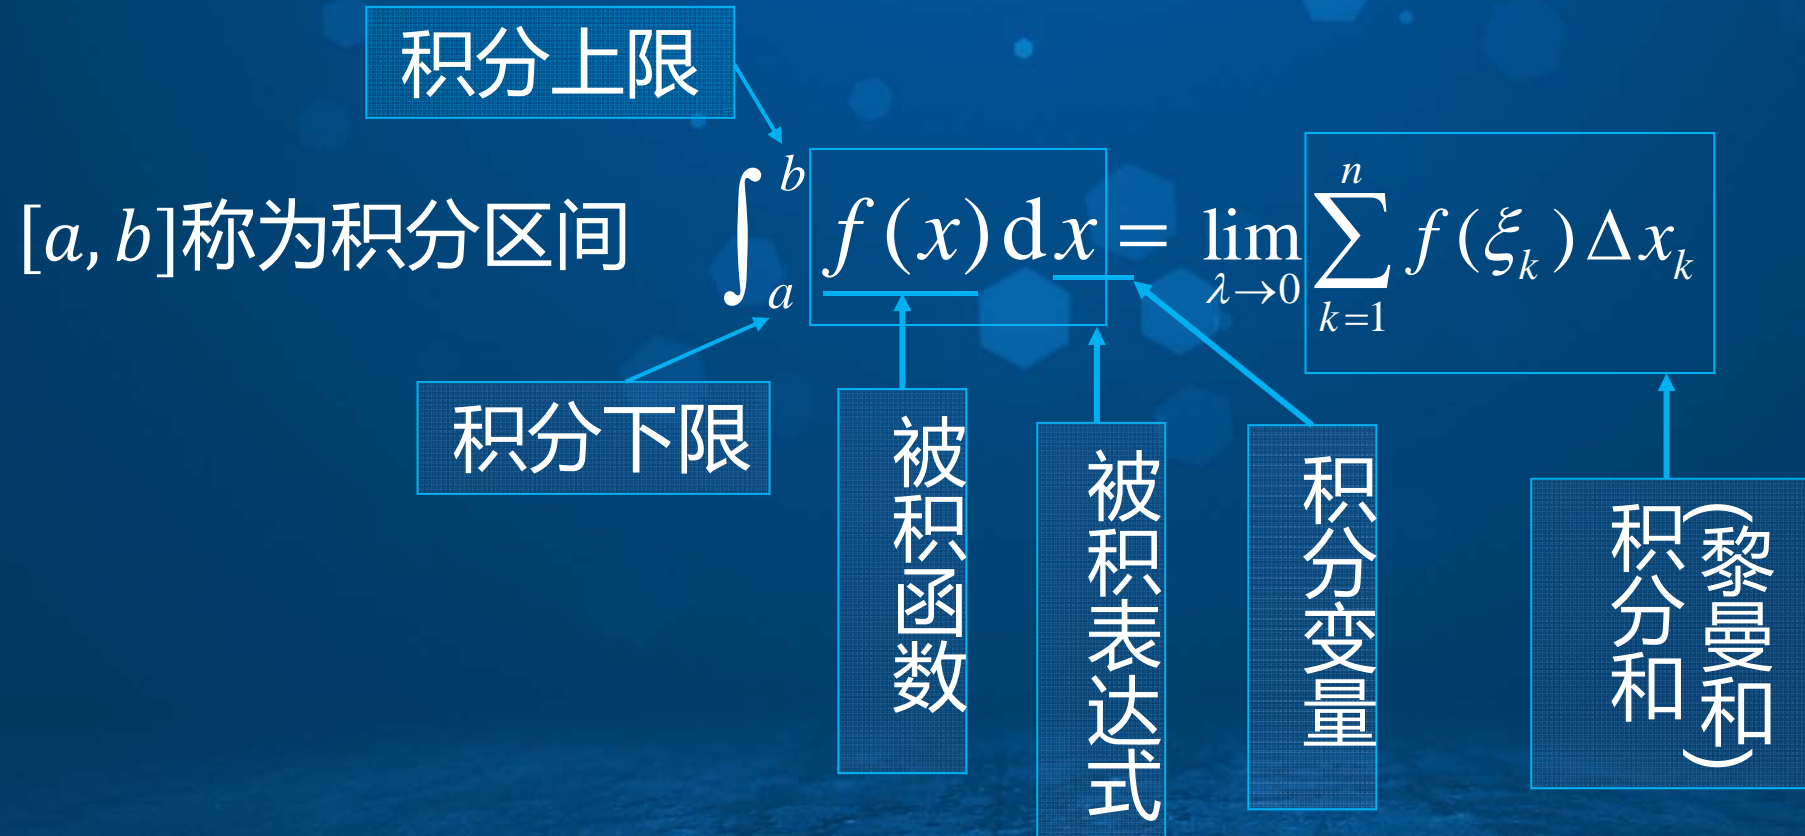 积分上限
[a, b]称为积分区间
∫_a^b f(x)dx = lim_{λ→0} ∑_{k=1}^n f(ξ_k)Δx_k
积分下限
被积函数
被积表达式
积分变量
积分和
(黎曼和)